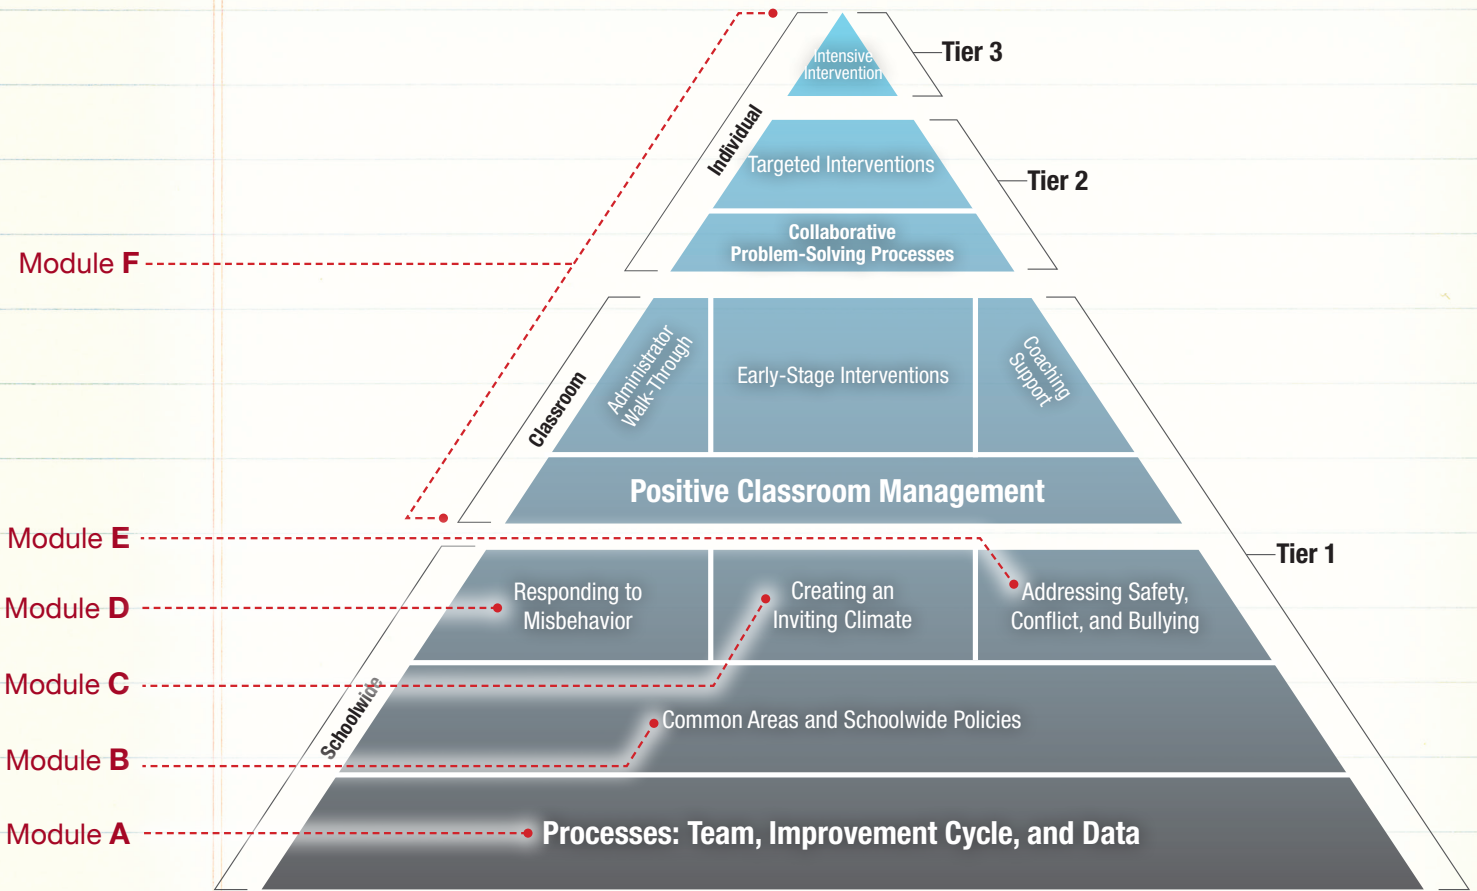 Intensive
Intervention
Tier 3
Individual
Targeted Interventions
Tier 2
Collaborative
Problem-Solving Processes
Module F
Administrator
Walk-Through
Early-Stage Interventions
Coaching
Support
Classroom
Positive Classroom Management
Module E
Tier 1
Module D
Responding to
Misbehavior
Creating an
Inviting Climate
Addressing Safety,
Conflict, and Bullying
Module C
Schoolwide
Common Areas and Schoolwide Policies
Module B
Module A
Processes: Team, Improvement Cycle, and Data